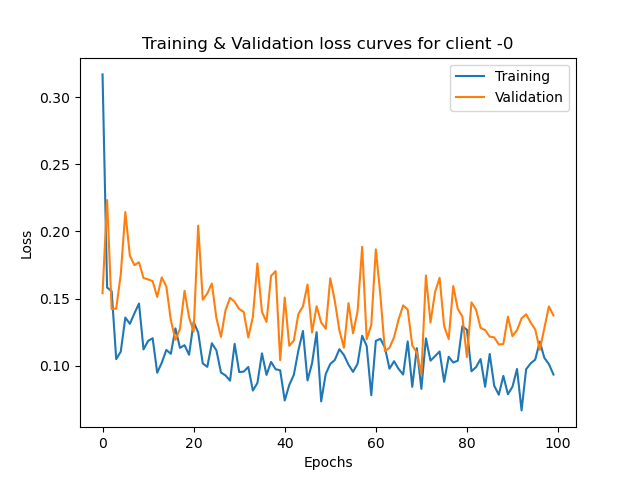 Training & Validation loss curves for client -0
Training
Validation
0.30
0.25
0.20
0.15
0.10
Loss
0
20
40
60
80
100
Epochs